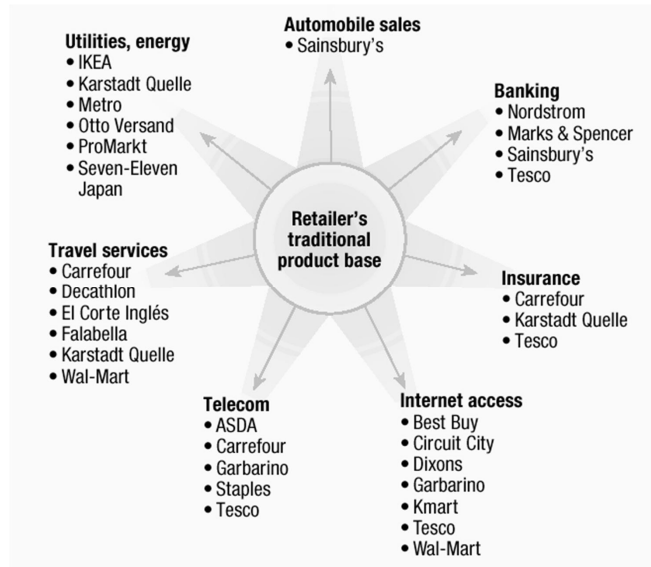 Automobile sales
• Sainsbury's
Utilities, energy
• IKEA
• Karstadt Quelle
• Metro
• Otto Versand
• ProMarkt
• Seven-Eleven
Japan
Banking
• Nordstrom
• Marks & Spencer
• Sainsbury's
• Tesco
Retailer's
traditional
product base
Travel services
• Carrefour
• Decathlon
• El Corte Inglés
• Falabella
• Karstadt Quelle
• Wal-Mart
Insurance
• Carrefour
• Karstadt Quelle
• Tesco
Telecom
• ASDA
• Carrefour
• Garbarino
• Staples
• Tesco
Internet access
• Best Buy
• Circuit City
• Dixons
• Garbarino
• Kmart
• Tesco
• Wal-Mart